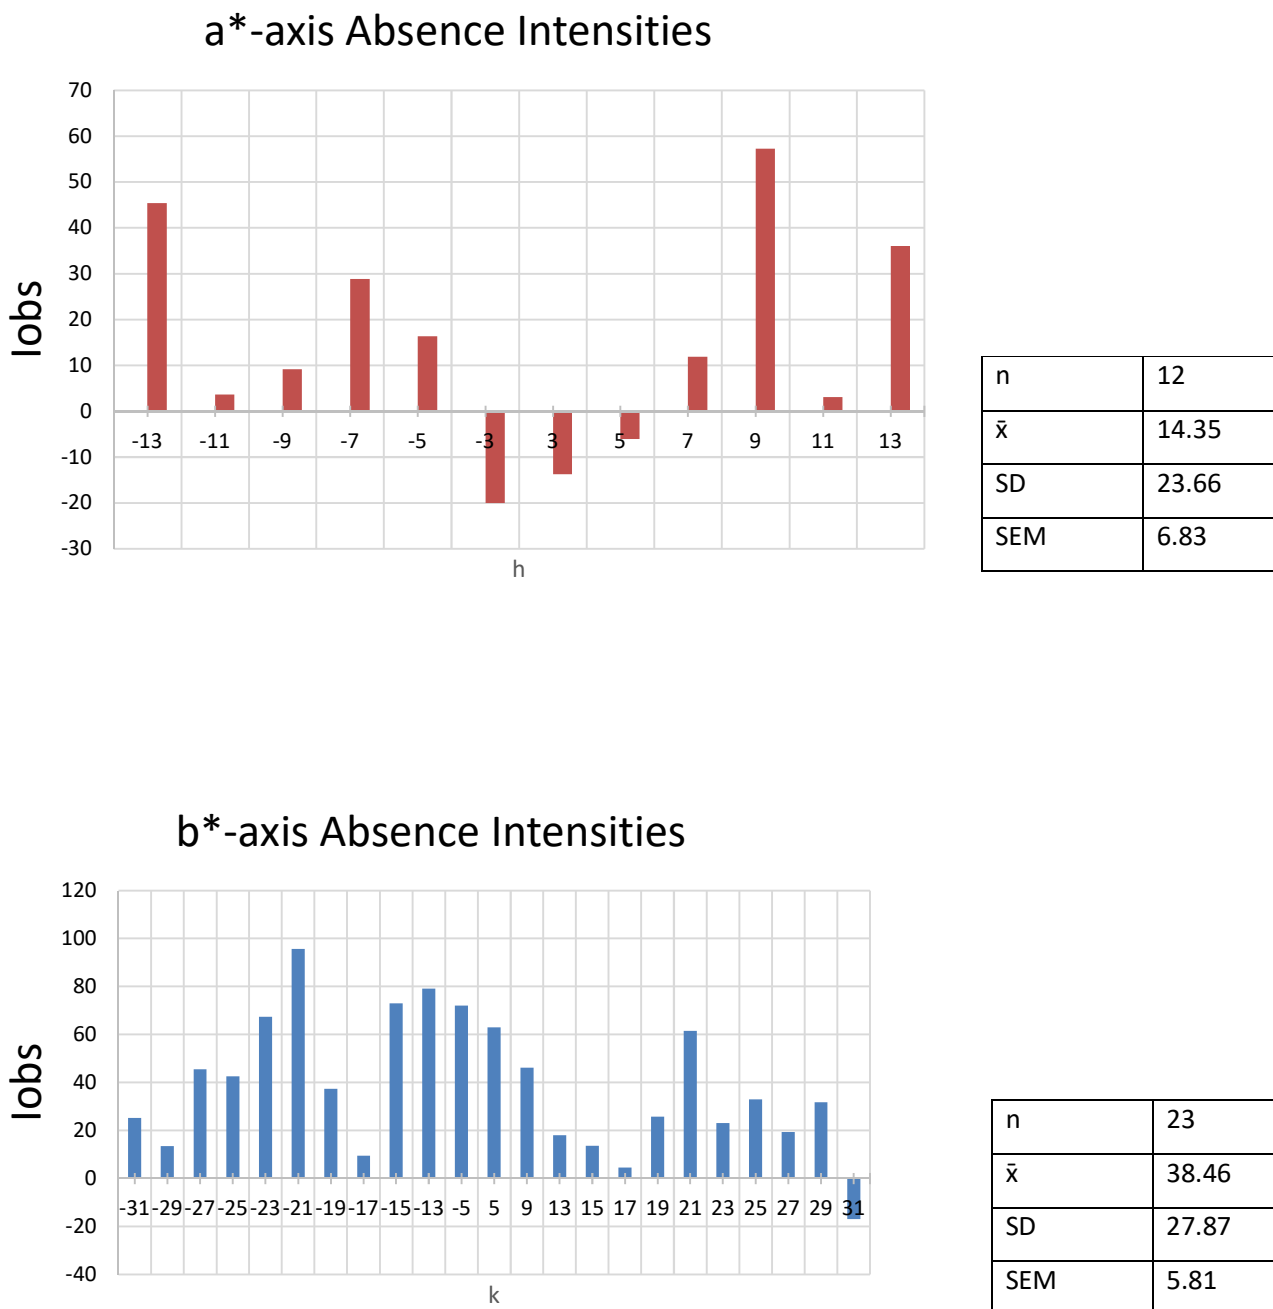 a*-axis Absence Intensities
70
60
50
40
30
20
10
0
-10
-20
-30
Iobs
-13 -11 -9 -7 -5 -3 3 5 7 9 11 13
h
n 12
x̄ 14.35
SD 23.66
SEM 6.83
b*-axis Absence Intensities
120
100
80
60
40
20
0
-20
-40
Iobs
-31 -29 -27 -25 -23 -21 -19 -17 -15 -13 -5 5 9 13 15 17 19 21 23 25 27 29 31
k
n 23
x̄ 38.46
SD 27.87
SEM 5.81